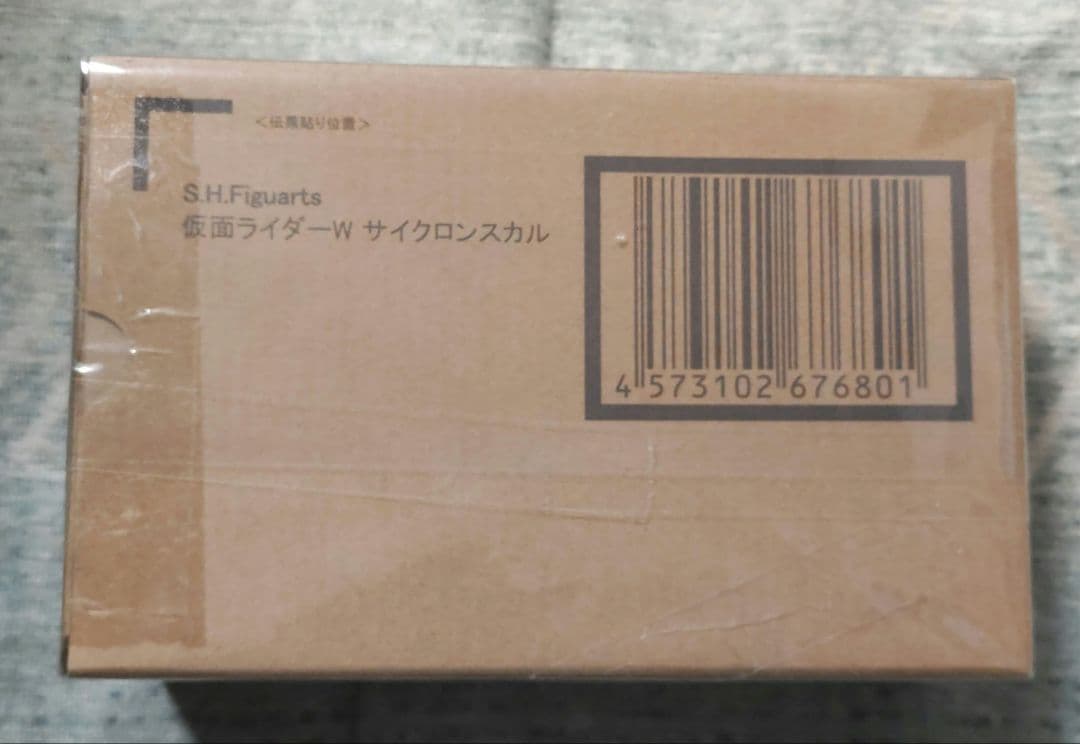 ＜伝票貼り位置＞
S.H.Figuarts
仮面ライダーW サイクロンスカル
4 573102 676801